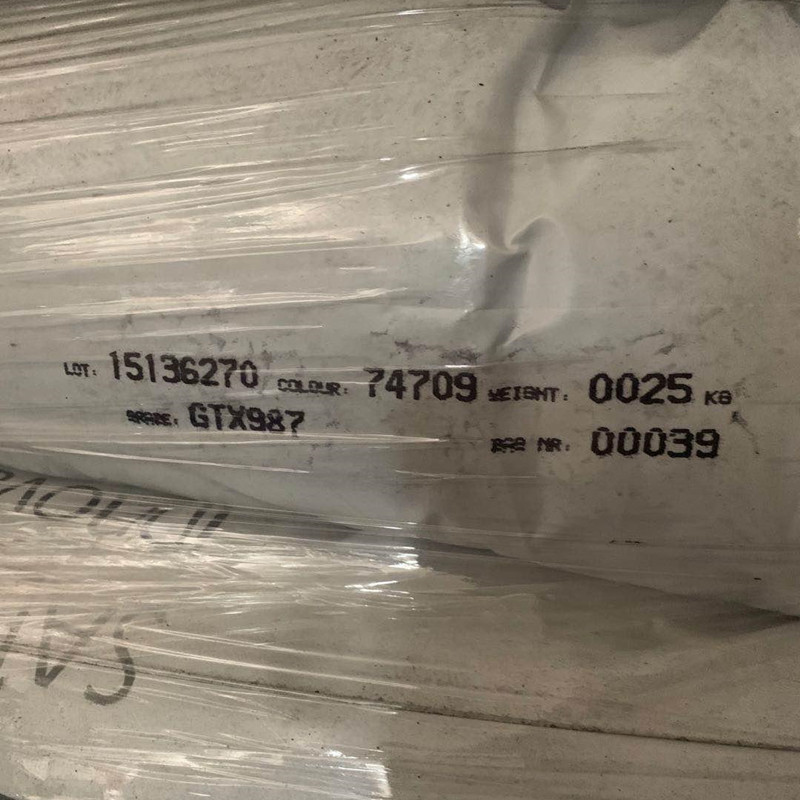 LOT: 15136270 COLOUR: 74709 WEIGHT: 0025 KG
GRADE: GTX987 BAG NR: 00039